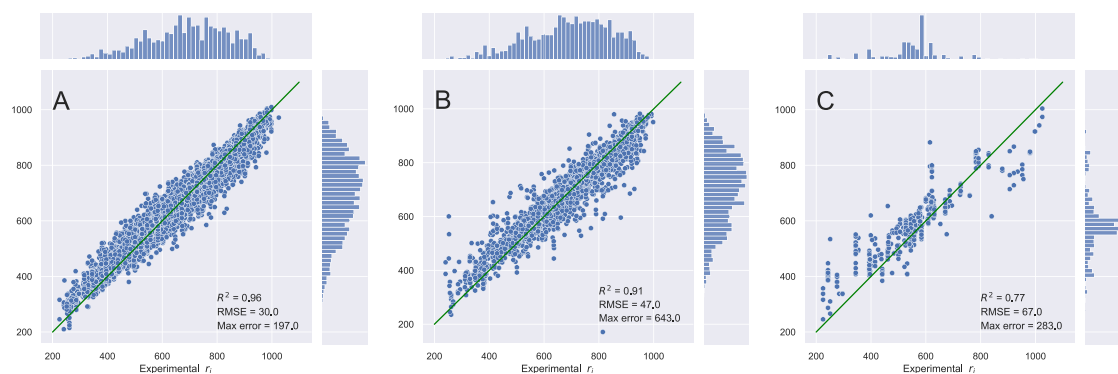 A
1000
800
600
400
200
R² = 0.96
RMSE = 30.0
Max error = 197.0
200 400 600 800 1000
Experimental rᵢ
B
1000
800
600
400
200
R² = 0.91
RMSE = 47.0
Max error = 643.0
200 400 600 800 1000
Experimental rᵢ
C
1000
800
600
400
200
R² = 0.77
RMSE = 67.0
Max error = 283.0
200 400 600 800 1000
Experimental rᵢ